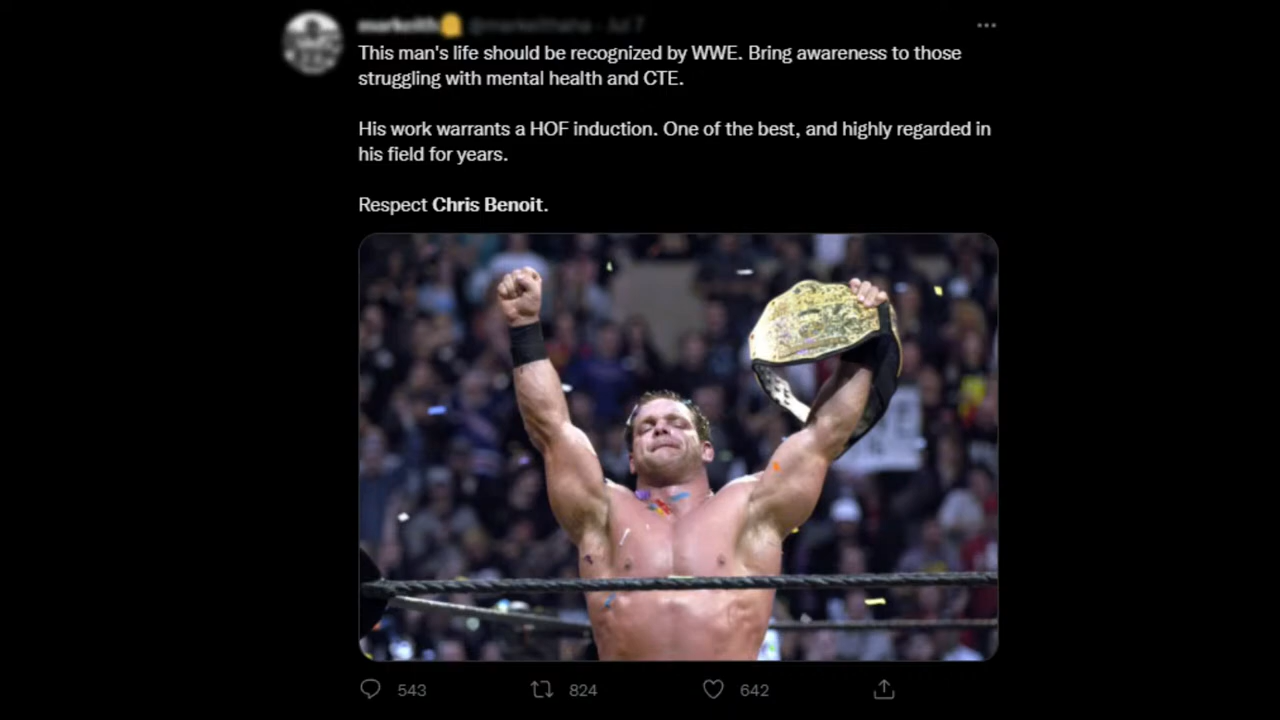 This man's life should be recognized by WWE. Bring awareness to those
struggling with mental health and CTE.
His work warrants a HOF induction. One of the best, and highly regarded in
his field for years.
Respect Chris Benoit.
543
824
642